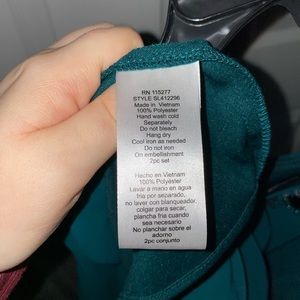 RN 115277
STYLE SL412296
Made in. Vietnam
100% Polyester
Hand wash cold
Separately
Do not bleach
Hang dry
Cool iron as needed
Do not iron
On embellishment
2pc set
Hecho en Vietnam
100% Polyester
Lavar a mano en agua
fria por separado,
no lavar con blanqueador,
colgar para secar,
plancha fria cuando sea
necesario.
No planchar sobre el
adorno
2pc conjunto